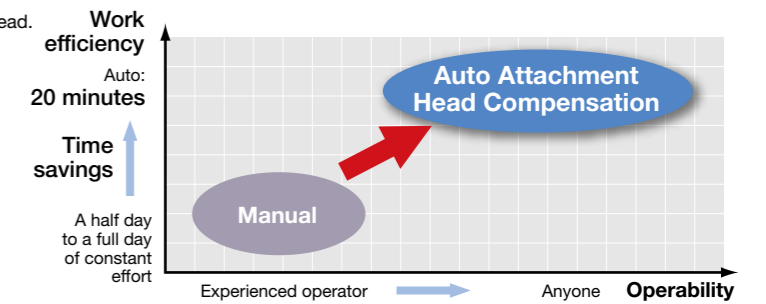 ead.
Work
efficiency
Auto:
20 minutes
Time
savings
A half day
to a full day
of constant
effort
Auto Attachment
Head Compensation
Manual
Experienced operator
Anyone
Operability